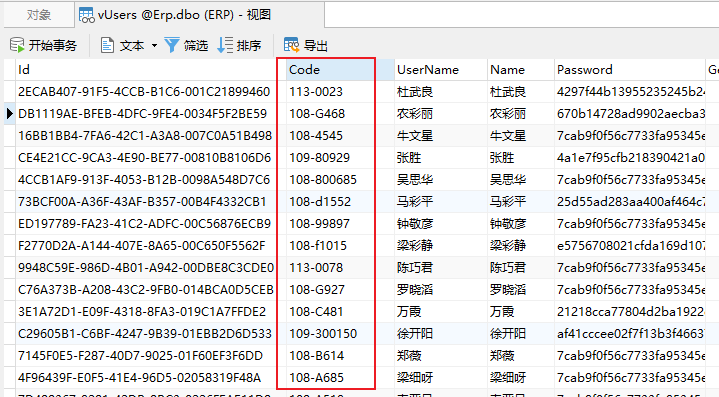 对象 vUsers @Erp.dbo (ERP) - 视图
开始事务 文本 筛选 排序 导出
Id Code UserName Name Password
2ECAB407-91F5-4CCB-B1C6-001C21899460 113-0023 杜武良 杜武良 4297f44b13955235245b24
DB1119AE-BFEB-4DFC-9FE4-0034F5F2BE59 108-G468 农彩丽 农彩丽 670b14728ad9902aecba3
16BB1BB4-7FA6-42C1-A3A8-007C0A51B498 108-4545 牛文星 牛文星 7cab9f0f56c7733fa95345e
CE4E21CC-9CA3-4E90-BE77-00810B8106D6 109-80929 张胜 张胜 4a1e7f95cfb218390421a0
4CCB1AF9-913F-4053-B12B-0098A548D7C6 108-800685 吴思华 吴思华 7cab9f0f56c7733fa95345e
73BCF00A-A36F-43AF-B357-00B4F4332CB1 108-d1552 马彩平 马彩平 25d55ad283aa400af464c7
ED197789-FA23-41C2-ADFC-00C56876ECB9 108-99897 钟敬彦 钟敬彦 7cab9f0f56c7733fa95345e
F2770D2A-A144-407E-8A65-00C650F5562F 108-f1015 梁彩静 梁彩静 e5756708021cfda169d107
9948C59E-986D-4B01-A942-00DBE8C3CDE0 113-0078 陈巧君 陈巧君 7cab9f0f56c7733fa95345e
C76A373B-A208-43C2-9FB0-014BCA0D5CEB 108-G927 罗晓滔 罗晓滔 7cab9f0f56c7733fa95345e
3E1A72D1-E09F-4318-8FA3-019C1A7FFDE2 108-C481 万霞 万霞 21218cca77804d2ba1922
C29605B1-C6BF-4247-9B39-01EBB2D6D533 109-300150 徐开阳 徐开阳 af41cccee02f7f13b3f4663
7145F0E5-F287-40D7-9025-01F60EF3F6DD 108-B614 郑薇 郑薇 7cab9f0f56c7733fa95345e
4F96439F-E0F5-41E4-96D5-02058319F48A 108-A685 梁细呀 梁细呀 7cab9f0f56c7733fa95345e